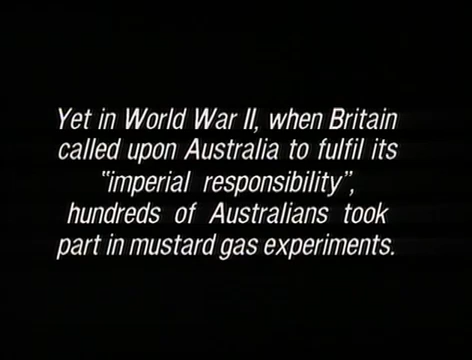 Yet in World War II, when Britain
called upon Australia to fulfil its
"imperial responsibility",
hundreds of Australians took
part in mustard gas experiments.